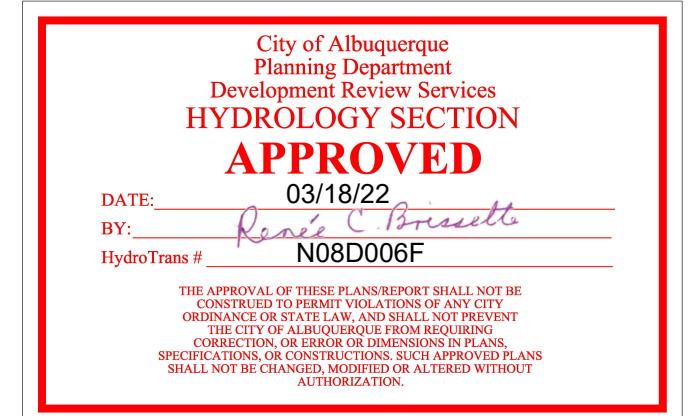 City of Albuquerque
Planning Department
Development Review Services
HYDROLOGY SECTION
APPROVED
DATE: 03/18/22
BY: Renée C. Brissette
HydroTrans # N08D006F
THE APPROVAL OF THESE PLANS/REPORT SHALL NOT BE
CONSTRUED TO PERMIT VIOLATIONS OF ANY CITY
ORDINANCE OR STATE LAW, AND SHALL NOT PREVENT
THE CITY OF ALBUQUERQUE FROM REQUIRING
CORRECTION, OR ERROR OR DIMENSIONS IN PLANS,
SPECIFICATIONS, OR CONSTRUCTIONS. SUCH APPROVED PLANS
SHALL NOT BE CHANGED, MODIFIED OR ALTERED WITHOUT
AUTHORIZATION.